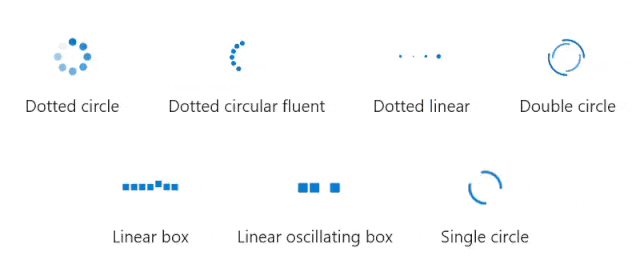 Dotted circle
Dotted circular fluent
Dotted linear
Double circle
Linear box
Linear oscillating box
Single circle